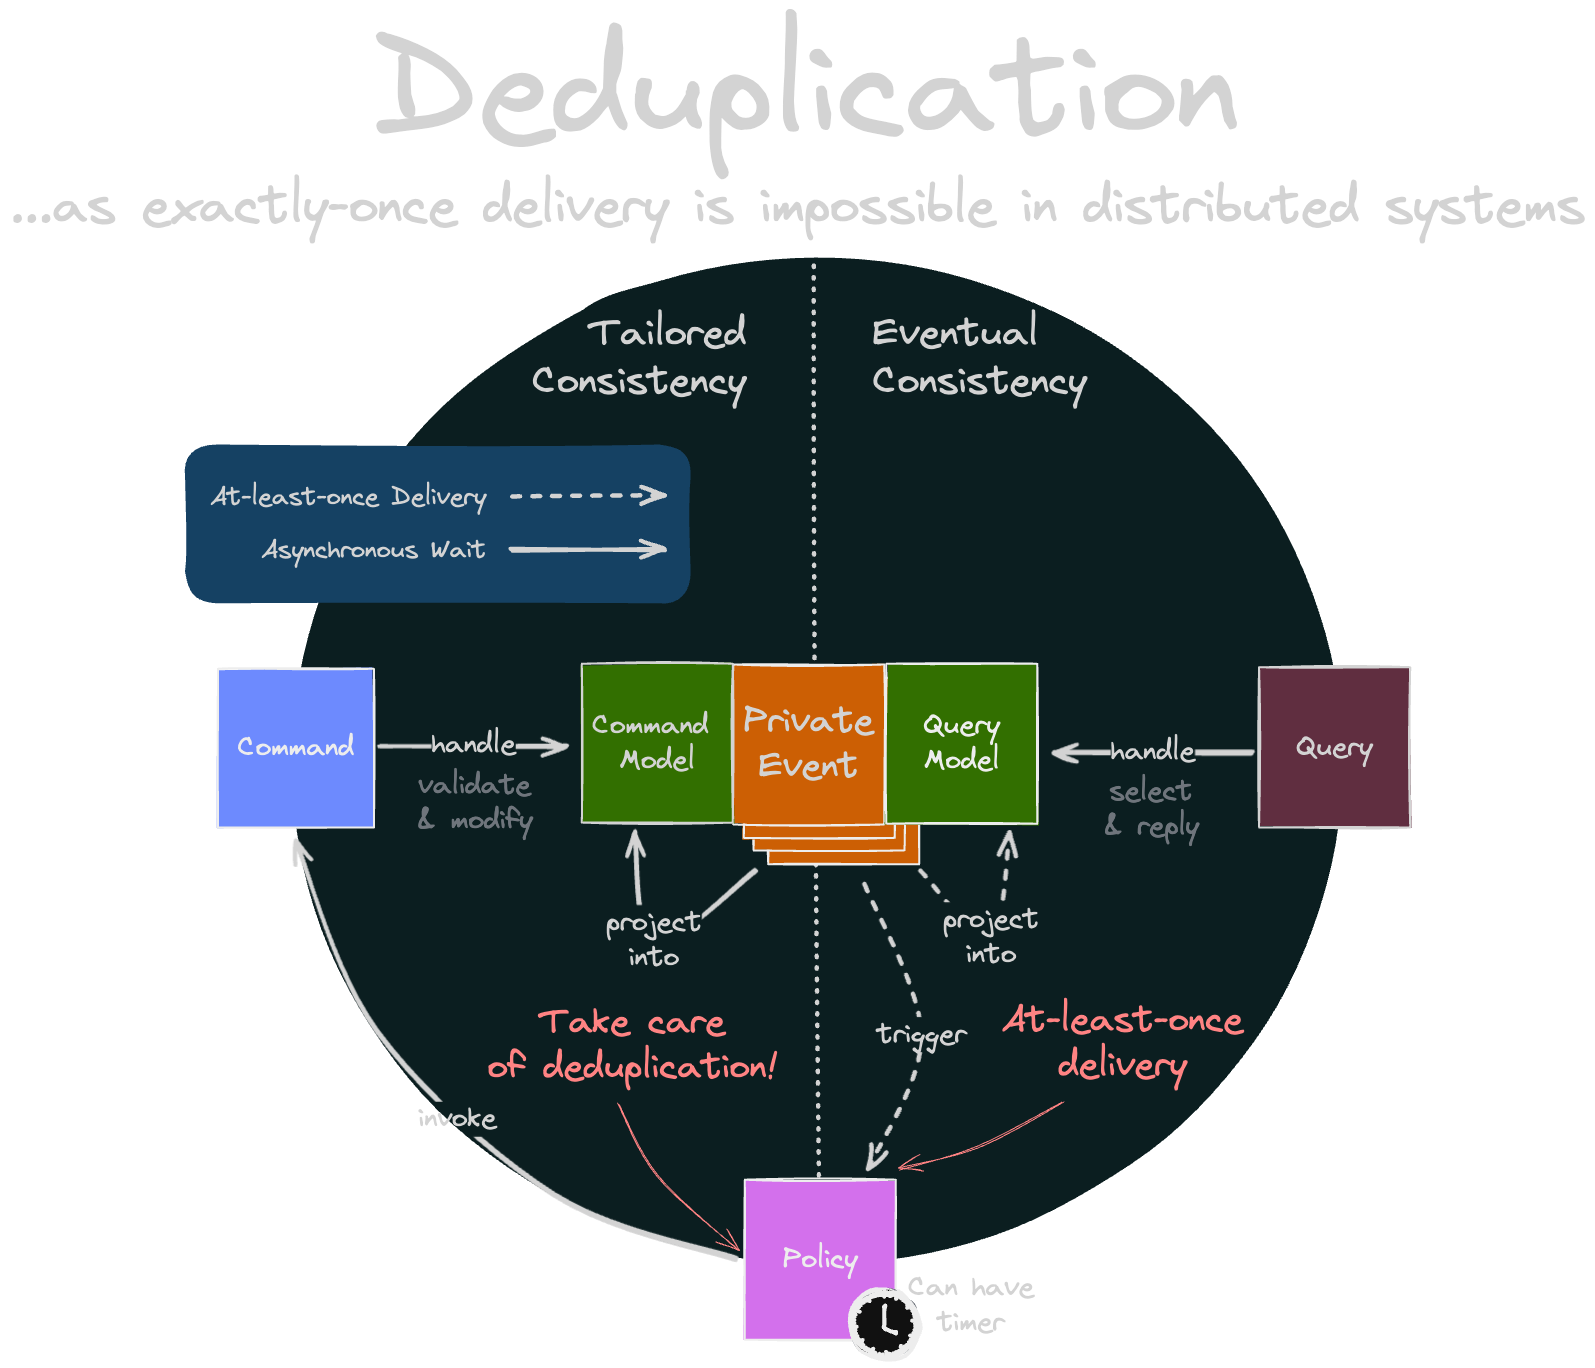 Deduplication
...as exactly-once delivery is impossible in distributed systems
Tailored
Consistency
Eventual
Consistency
At-least-once Delivery
Asynchronous Wait
Command
handle
validate
& modify
Command
Model
Private
Event
Query
Model
handle
select
& reply
Query
project
into
project
into
Take care
of deduplication!
trigger
At-least-once
delivery
invoke
Policy
Can have
timer